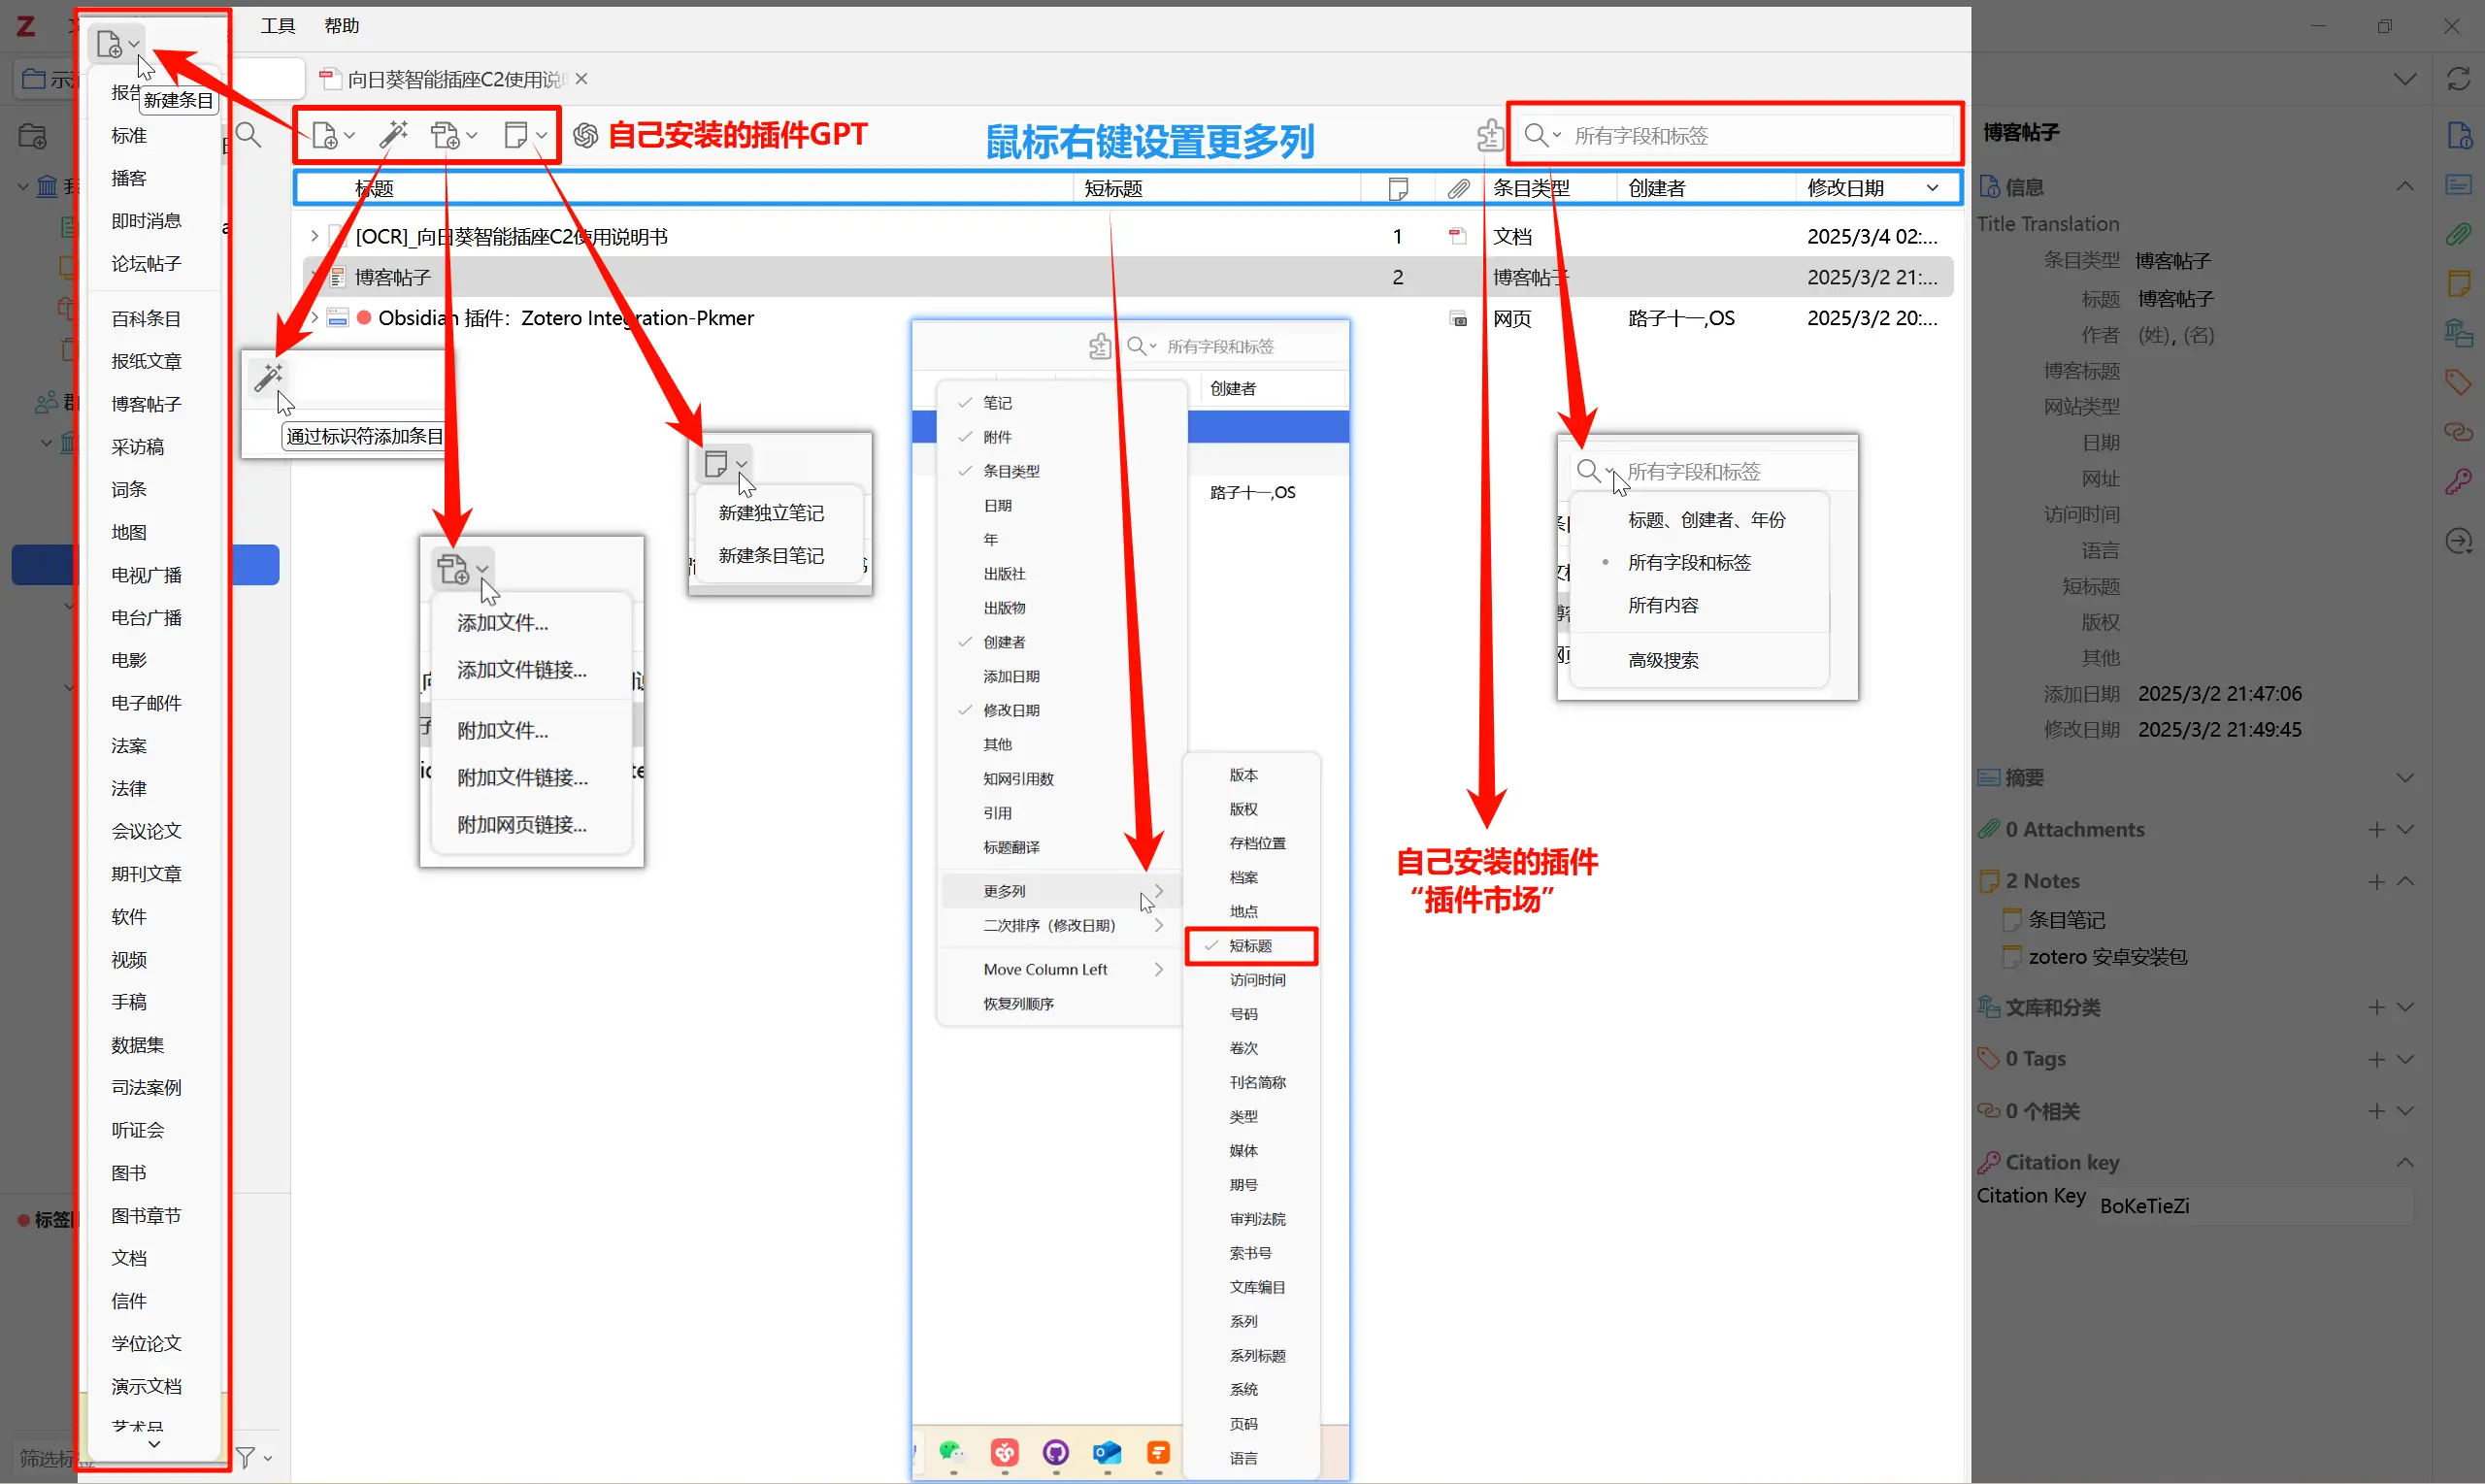 工具
帮助
向日葵智能插座C2使用说
新建条目
标准
播客
即时消息
论坛帖子
百科条目
报纸文章
博客帖子
采访稿
词条
地图
电视广播
电台广播
电影
电子邮件
法案
法律
会议论文
期刊文章
软件
视频
手稿
数据集
司法案例
听证会
图书
图书章节
文档
信件
学位论文
演示文档
艺术品
筛选标
自己安装的插件GPT
鼠标右键设置更多列
所有字段和标签
标题
短标题
条目类型
创建者
修改日期
[OCR]_向日葵智能插座C2使用说明书
1
文档
2025/3/4 02:...
博客帖子
2
博客帖子
2025/3/2 21:...
Obsidian 插件：Zotero Integration-Pkmer
网页
路子十一,OS
2025/3/2 20:...
通过标识符添加条目
添加文件...
添加文件链接...
附加文件...
附加文件链接...
附加网页链接...
新建独立笔记
新建条目笔记
所有字段和标签
创建者
路子十一,OS
笔记
附件
条目类型
日期
年
出版社
出版物
创建者
添加日期
修改日期
其他
知网引用数
引用
标题翻译
更多列
二次排序（修改日期）
Move Column Left
恢复列顺序
版本
版权
存档位置
档案
地点
短标题
访问时间
号码
卷次
刊名简称
类型
媒体
期号
审判法院
索书号
文库编目
系列
系列标题
系统
页码
语言
自己安装的插件
“插件市场”
所有字段和标签
标题、创建者、年份
所有字段和标签
所有内容
高级搜索
博客帖子
信息
Title Translation
条目类型 博客帖子
标题 博客帖子
作者 (姓), (名)
博客标题
网站类型
日期
网址
访问时间
语言
短标题
版权
其他
添加日期 2025/3/2 21:47:06
修改日期 2025/3/2 21:49:45
摘要
0 Attachments
2 Notes
条目笔记
zotero 安卓安装包
文库和分类
0 Tags
0 个相关
Citation key
Citation Key BoKeTieZi